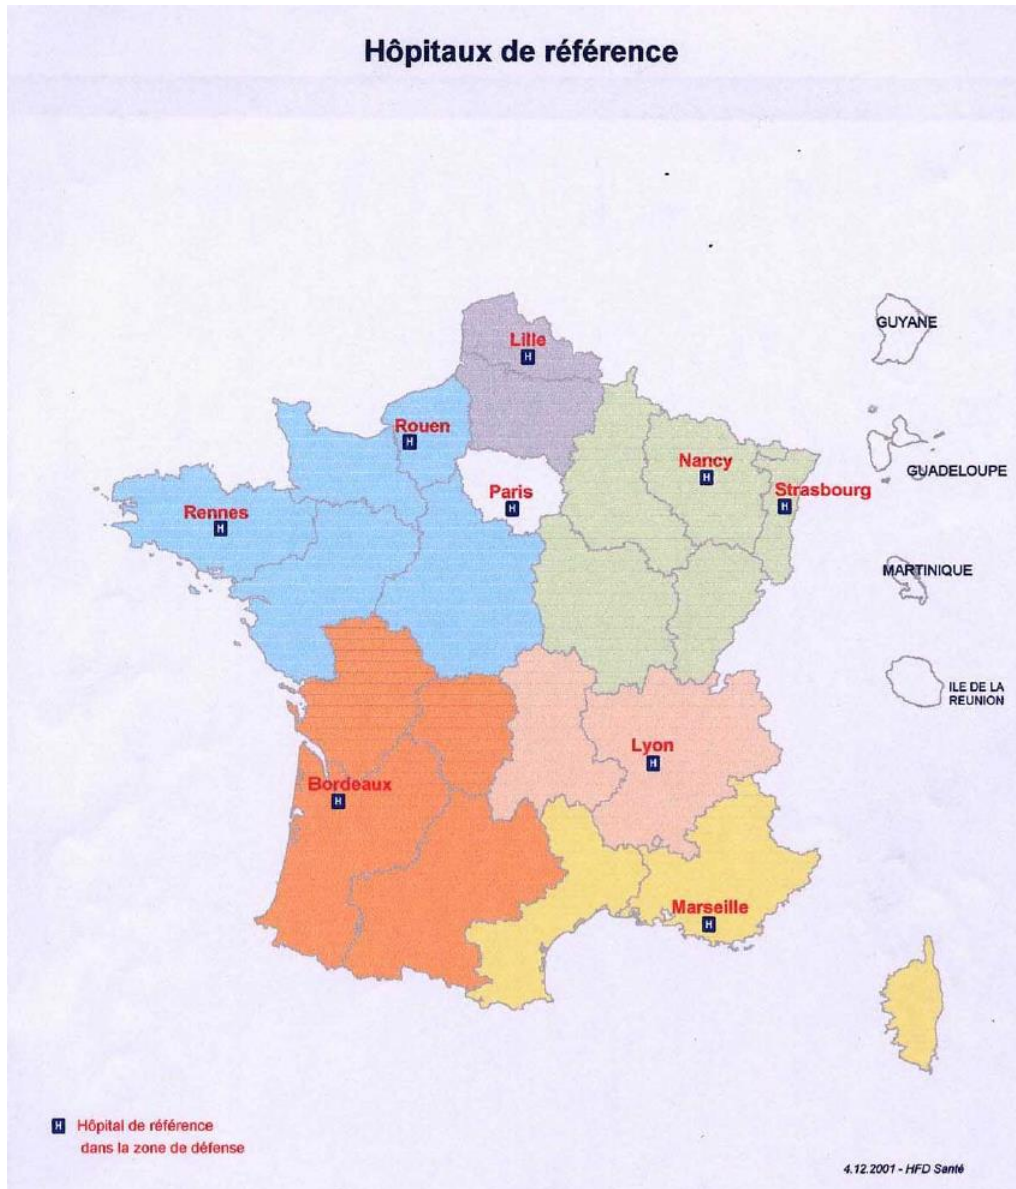 Hôpitaux de référence
GUYANE
Lille
Rouen
Nancy
GUADELOUPE
Paris
Strasbourg
Rennes
H
H
H
H
H
H
MARTINIQUE
ILE DE LA
REUNION
Lyon
H
Bordeaux
H
Marseille
H
H Hôpital de référence
dans la zone de défense
4.12.2001 - HFD Santé